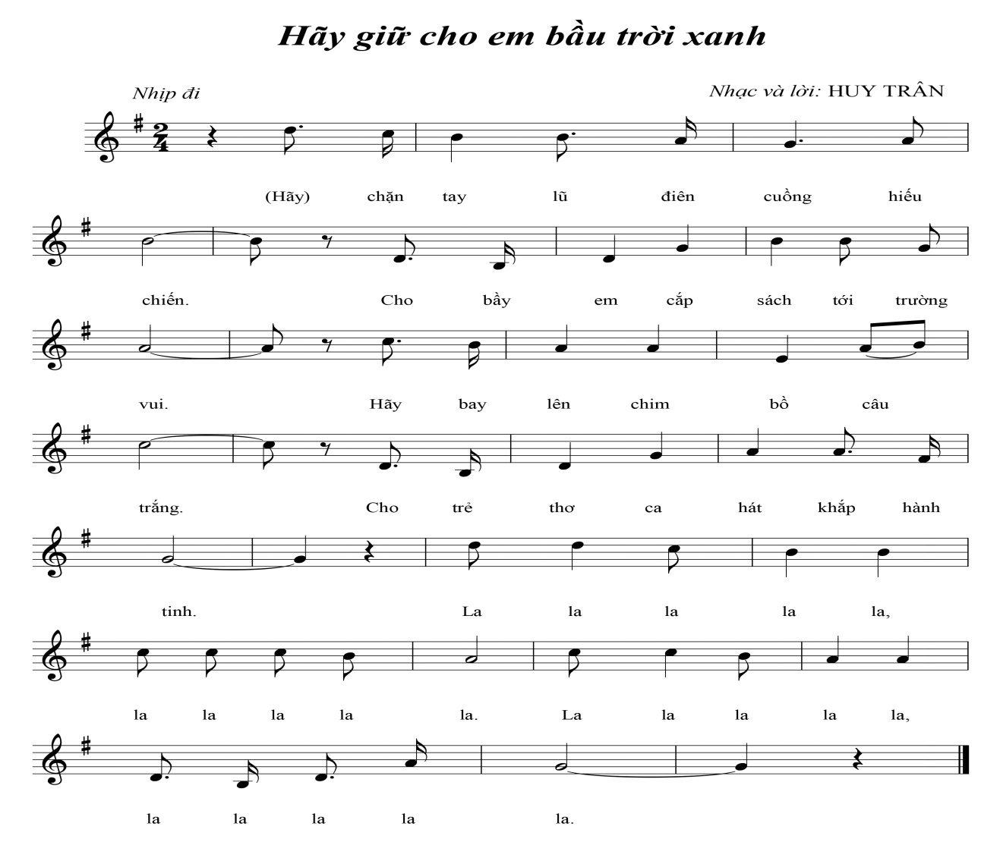 Hãy giữ cho em bầu trời xanh
Nhịp đi
Nhạc và lời: HUY TRÂN
2
4
(Hãy) chặn tay lũ điên cuồng hiếu
chiến. Cho bầy em cắp sách tới trường
vui. Hãy bay lên chim bồ câu
trắng. Cho trẻ thơ ca hát khắp hành
tinh. La la la la la,
la la la la la. La la la la la,
la la la la la.